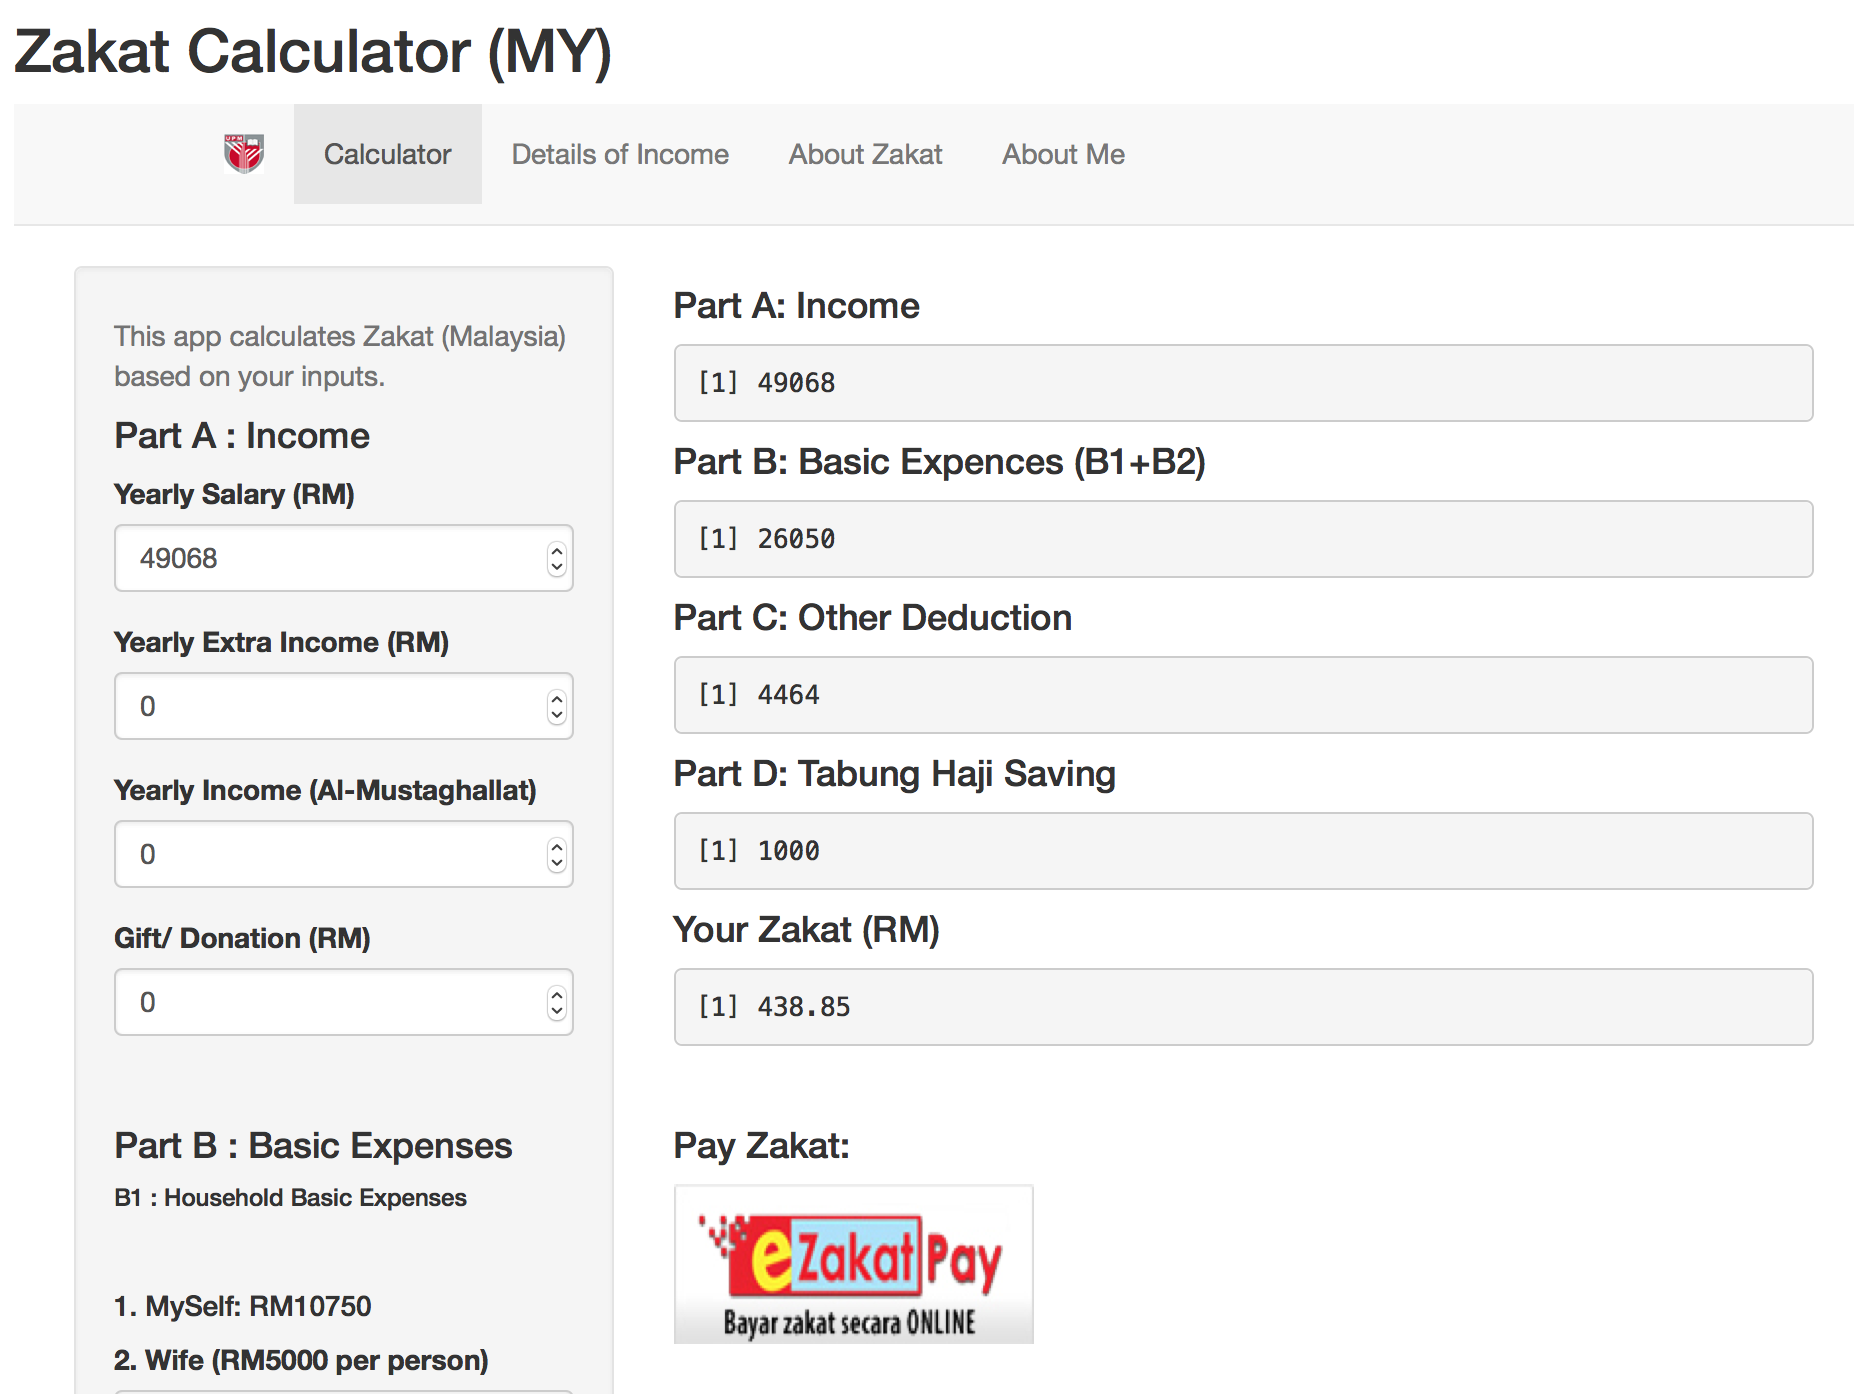 Zakat Calculator (MY)
UPM
Calculator
Details of Income
About Zakat
About Me
This app calculates Zakat (Malaysia)
based on your inputs.
Part A : Income
Yearly Salary (RM)
49068
Yearly Extra Income (RM)
0
Yearly Income (Al-Mustaghallat)
0
Gift/ Donation (RM)
0
Part B : Basic Expenses
B1 : Household Basic Expenses
1. MySelf: RM10750
2. Wife (RM5000 per person)
Part A: Income
[1] 49068
Part B: Basic Expences (B1+B2)
[1] 26050
Part C: Other Deduction
[1] 4464
Part D: Tabung Haji Saving
[1] 1000
Your Zakat (RM)
[1] 438.85
Pay Zakat:
eZakatPay
Bayar zakat secara ONLINE